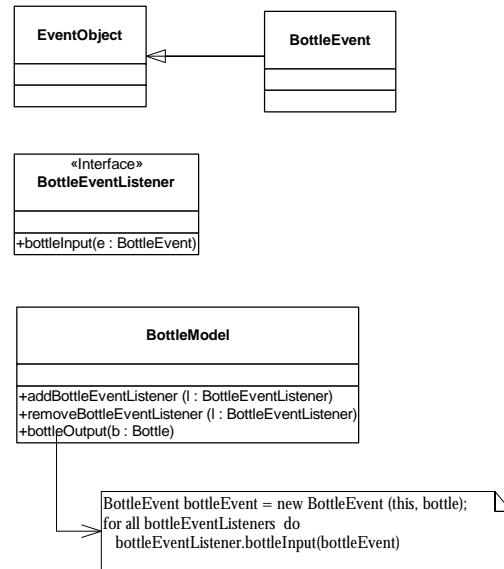 EventObject
BottleEvent
«Interface»
BottleEventListener
+bottleInput(e : BottleEvent)
BottleModel
+addBottleEventListener (l : BottleEventListener)
+removeBottleEventListener (l : BottleEventListener)
+bottleOutput(b : Bottle)
BottleEvent bottleEvent = new BottleEvent (this, bottle);
for all bottleEventListeners do
bottleEventListener.bottleInput(bottleEvent)